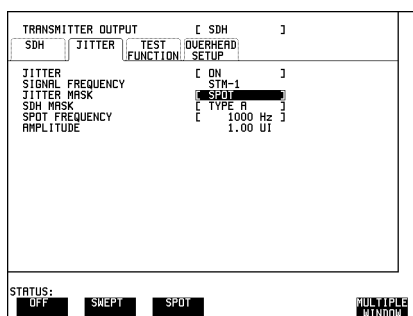 TRANSMITTER OUTPUT [ SDH ]
SDH JITTER TEST FUNCTION OVERHEAD SETUP
JITTER [ ON ]
SIGNAL FREQUENCY STM-1
JITTER MASK [ SPOT ]
SDH MASK [ TYPE A ]
SPOT FREQUENCY [ 1000 Hz ]
AMPLITUDE 1.00 UI
STATUS:
OFF SWEPT SPOT MULTIPLE WINDOW